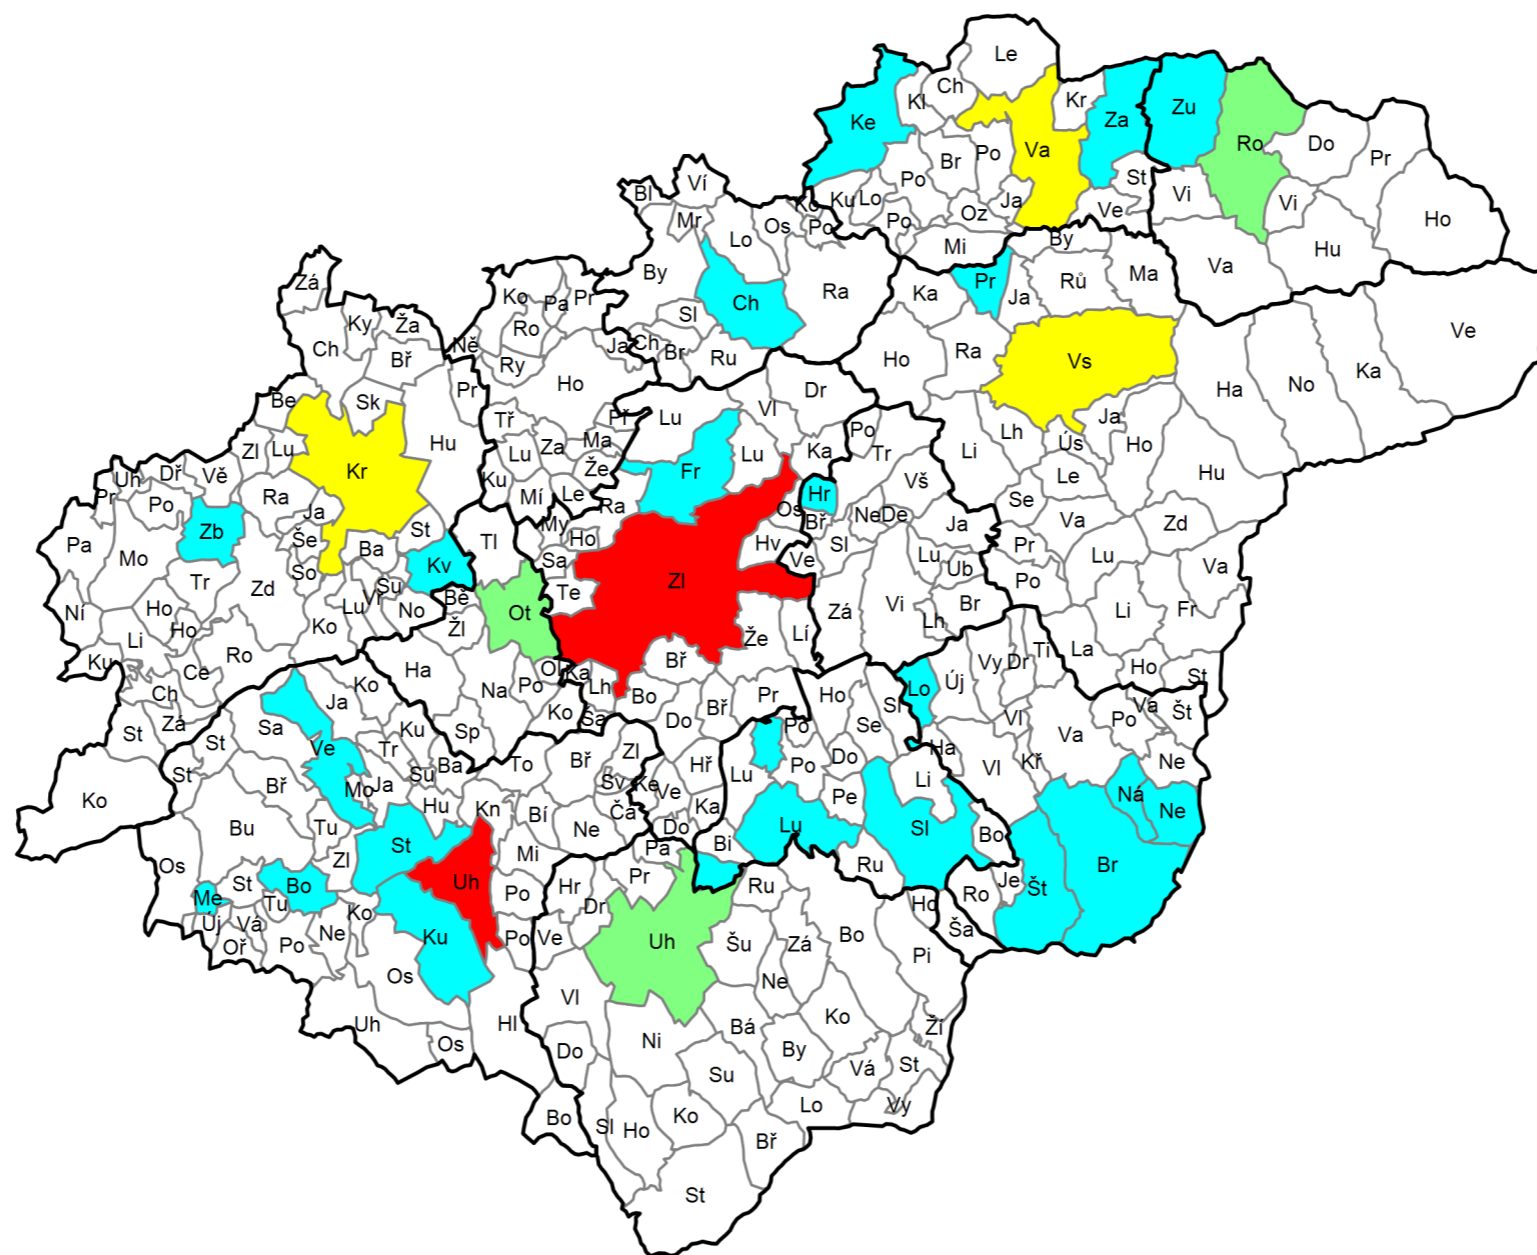 Le
Kl Ch Kr
Ke Va Za Zu Ro Do Pr
Br Po
Po St Vi Vi Ho
Ku Lo Ja
Po Oz Ve
Mi By Hu
Bl Ví
Mr Lo Os Ko Po
By Ra Ka Pr Ja Rů Ma Va
Ch
Sl
Ch Br Ru
Zá Ko Pa Pr
Ky Ža Ro
Ch Bř Ně Ry Ja
Ho Ra Vs Ha No Ka Ve
Pr Ho Dr
Be Sk Tř Př Lu Vl
Zl Lu Hu Lu Za Ma
Kr Ku Že Fr Lu Ka Po Tr
Li Lh Ja
Ús Ho
Uh Dř Vě Mí Le Ra Hr Vš Le Hu
Pr Po Ra Ja Os Se
Pa Mo Zb Še St My Ho Bř Ne De Ja Va Zd
Ba Tl Hv Sl
So Kv Sa Ve Lu Pr Lu
Tr Zd Su Zl Ub Po Va
Vr Bě Te
Ní Ho Lu No Ot Zá Vi Br Li Fr
Ho Žl Lh
Li Ko Že Lí
Ku Ro Bř La
Ce Ha Ol Ka Vy Dr Ti Ho St
Ch Ko Na Po Lh Pr Lo Új
Zá Ja Ko Sa Bo Bř Ho Sl Vl Va
St St Sa Ve Ku Sp Do Se Po Št
Tr Po Ha Va
St To Bř Zl Hř Do Kř
Ko Bř Mo Ja Su Ba Sv Ke Ve Lu Po Li Vl Ne
Hu Kn Bí Ča Ka Pe Ná Ne
Bu Tu St Ne Do Lu Sl Bo
Zl Mi Bi Br
Os Pa Ru
St Bo Uh Hr Pr Ru Je Št
Me Po Ro
Új Vá Tu Ko Dr Ho
Oř Po Ne Ku Po Ve Uh Šu Zá Bo Ša
Os Ne Pi
Uh Vl
Hl Bá Ko Ží
Os Do Ni By
Su Vá St
Bo Sl Ho Ko Lo Vy
Bř
St